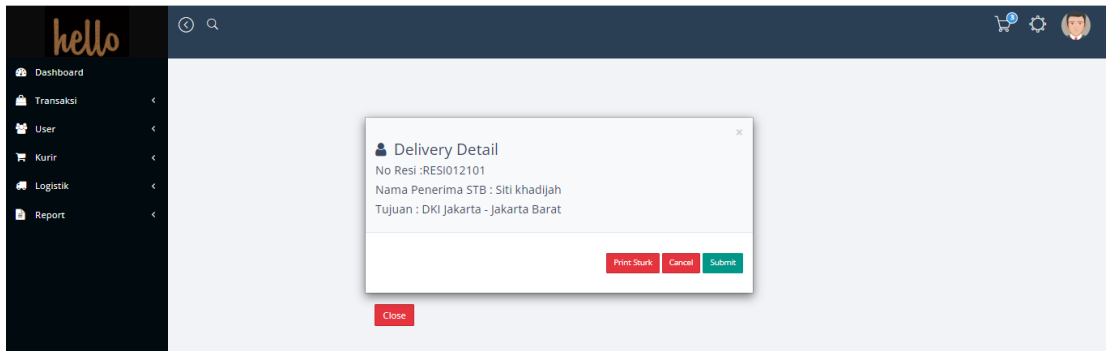 hello
3
Dashboard
Transaksi
User
Kurir
Logistik
Report
×
Delivery Detail
No Resi :RESI012101
Nama Penerima STB : Siti khadijah
Tujuan : DKI Jakarta - Jakarta Barat
Print Sturk Cancel Submit
Close